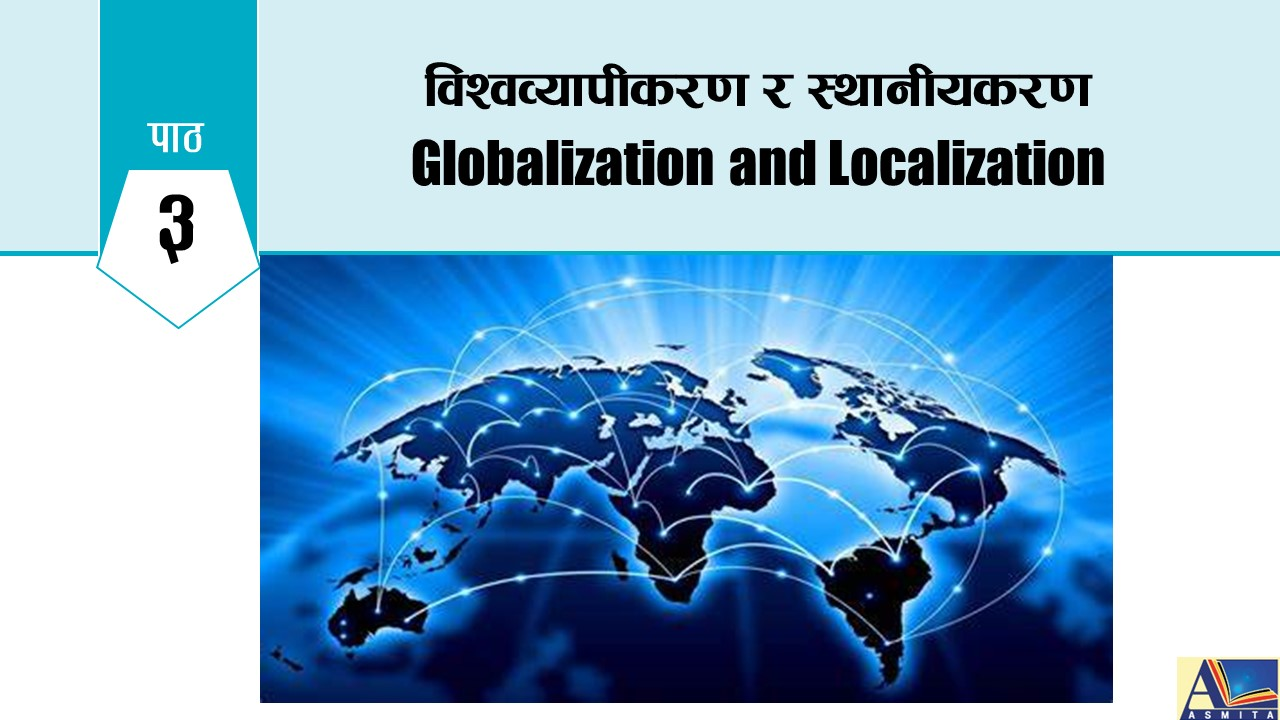 पाठ
३
विश्वव्यापीकरण र स्थानीयकरण
Globalization and Localization
ASMITA